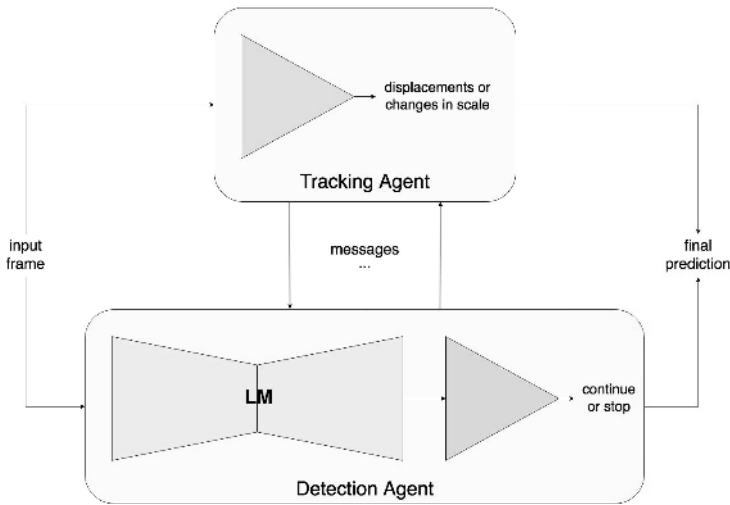 displacements or
changes in scale
Tracking Agent
input
frame
messages
...
final
prediction
LM
continue
or stop
Detection Agent